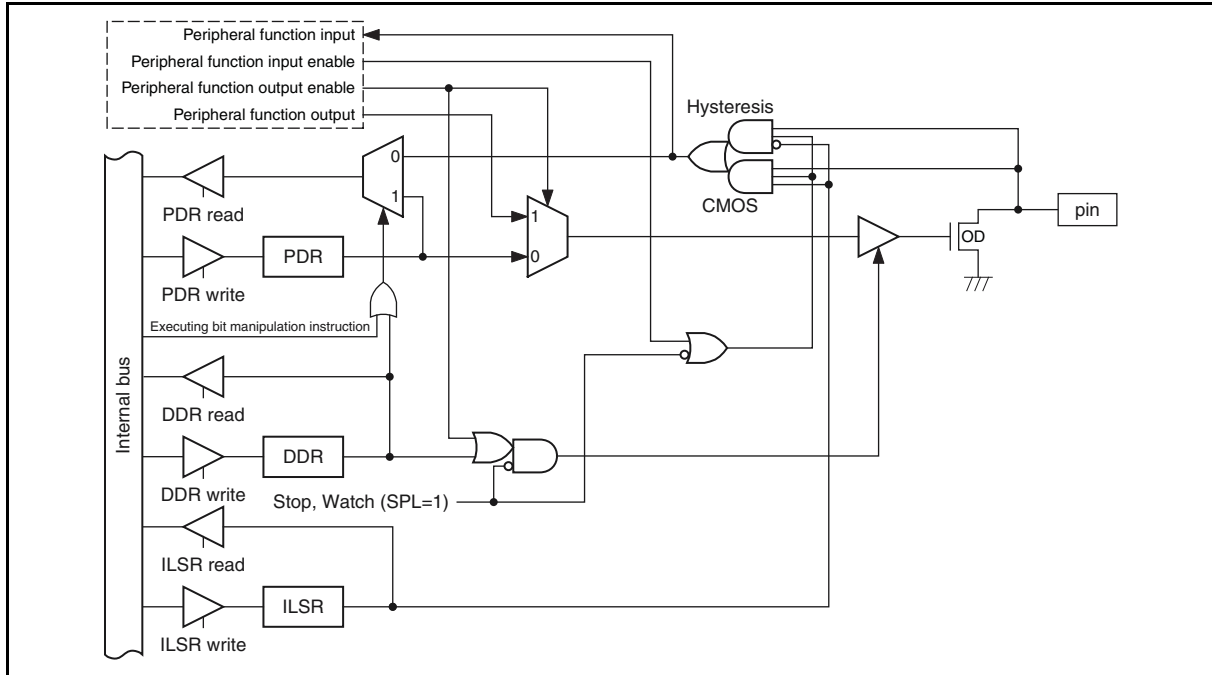 Peripheral function input
Peripheral function input enable
Peripheral function output enable
Peripheral function output
Hysteresis
0
1
CMOS
PDR read
1
pin
OD
PDR
0
PDR write
Executing bit manipulation instruction
Internal bus
DDR read
DDR
DDR write
Stop, Watch (SPL=1)
ILSR read
ILSR
ILSR write